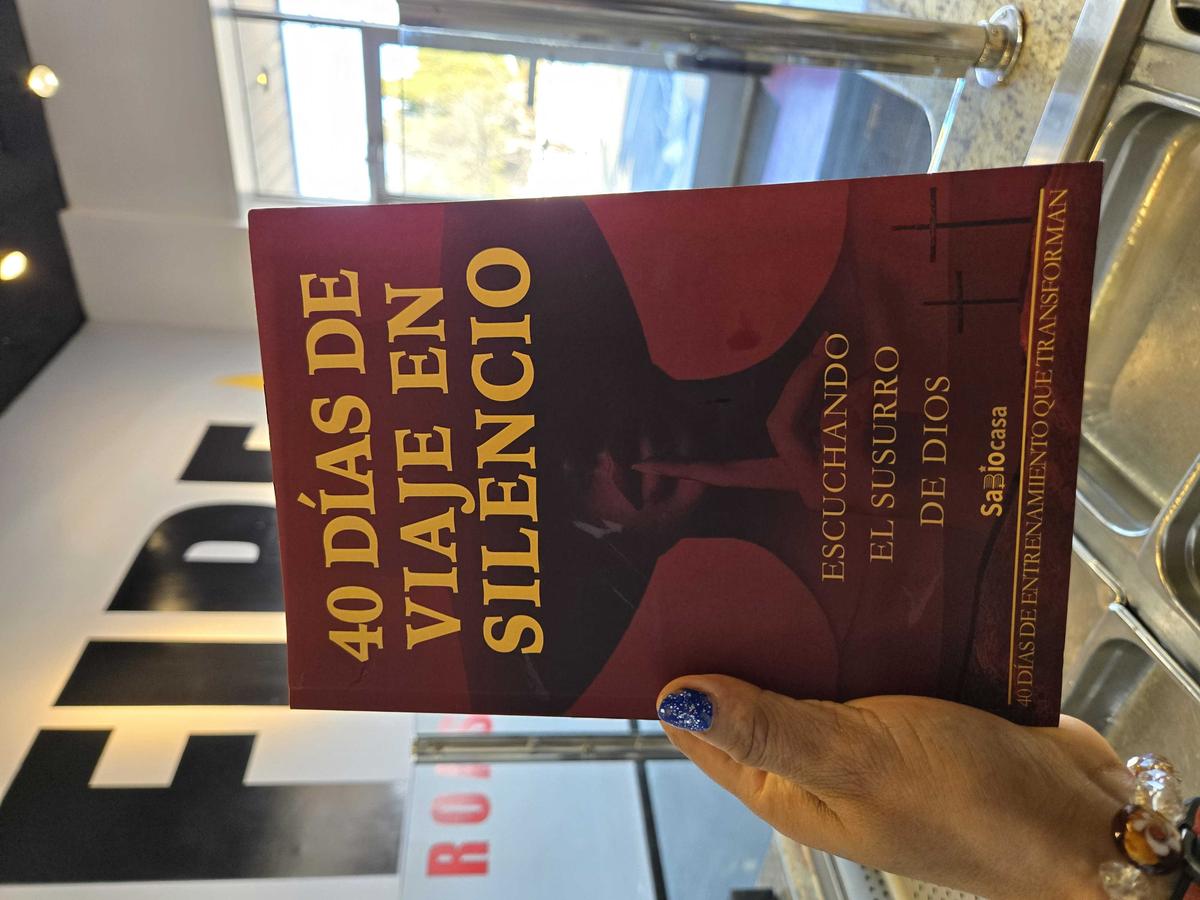 40 DÍAS DE
VIAJE EN
SILENCIO
ESCUCHANDO
EL SUSURRO
DE DIOS
SaBiocasa
40 DÍAS DE ENTRENAMIENTO QUE TRANSFORMAN